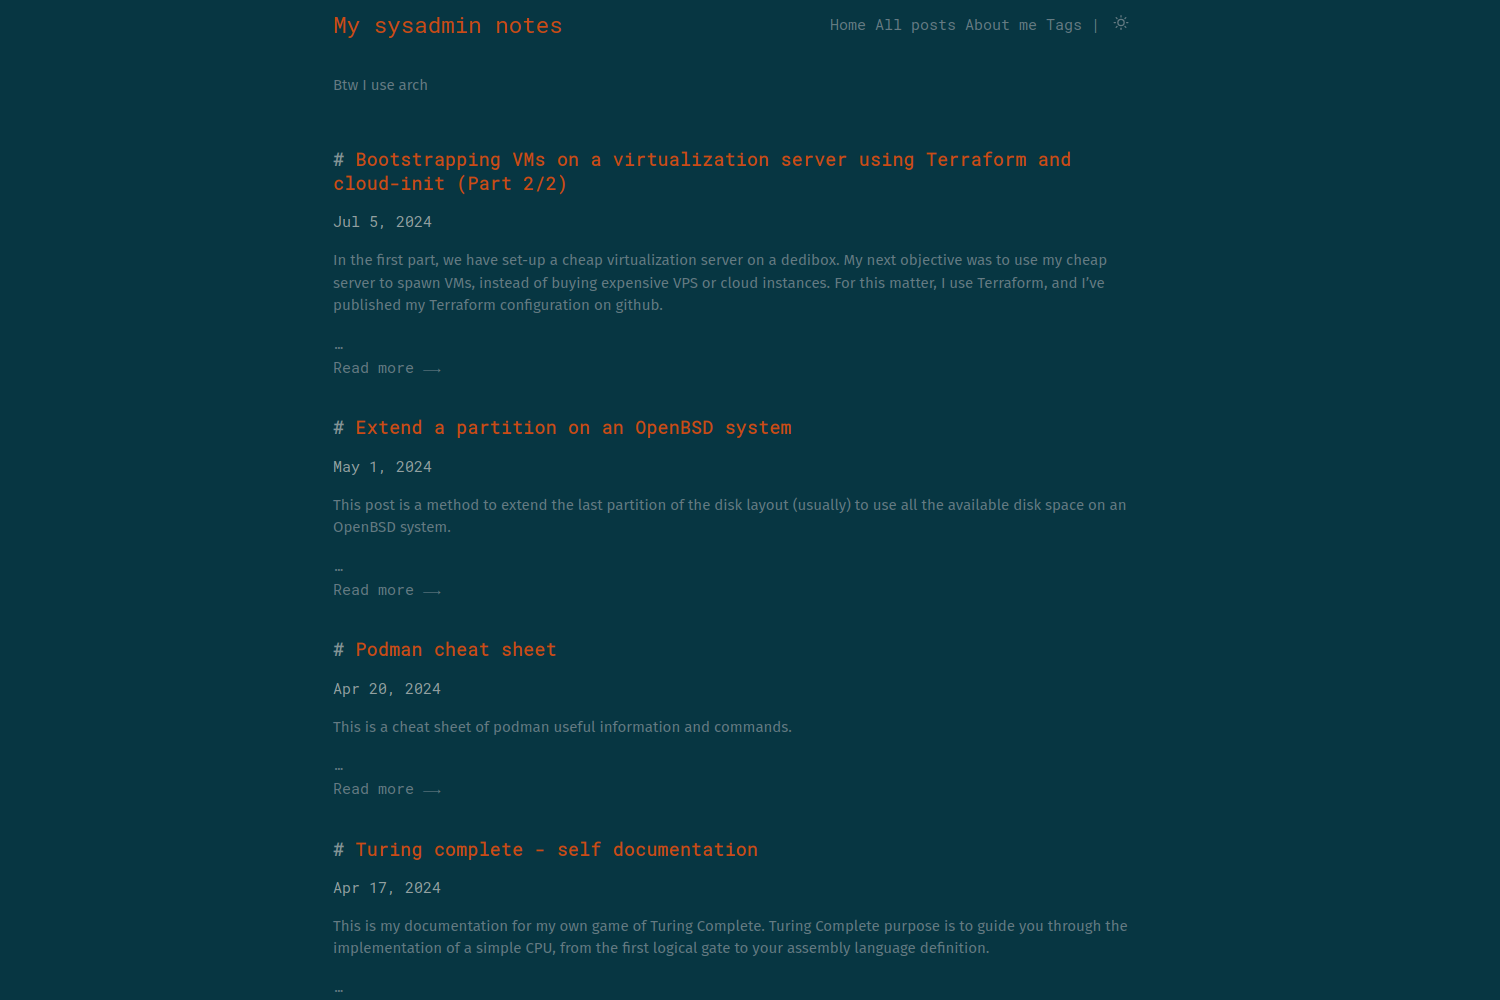 My sysadmin notes
Home All posts About me Tags |
Btw I use arch
# Bootstrapping VMs on a virtualization server using Terraform and
cloud-init (Part 2/2)
Jul 5, 2024
In the first part, we have set-up a cheap virtualization server on a dedibox. My next objective was to use my cheap
server to spawn VMs, instead of buying expensive VPS or cloud instances. For this matter, I use Terraform, and I’ve
published my Terraform configuration on github.
…
Read more ⟶
# Extend a partition on an OpenBSD system
May 1, 2024
This post is a method to extend the last partition of the disk layout (usually) to use all the available disk space on an
OpenBSD system.
…
Read more ⟶
# Podman cheat sheet
Apr 20, 2024
This is a cheat sheet of podman useful information and commands.
…
Read more ⟶
# Turing complete - self documentation
Apr 17, 2024
This is my documentation for my own game of Turing Complete. Turing Complete purpose is to guide you through the
implementation of a simple CPU, from the first logical gate to your assembly language definition.
…